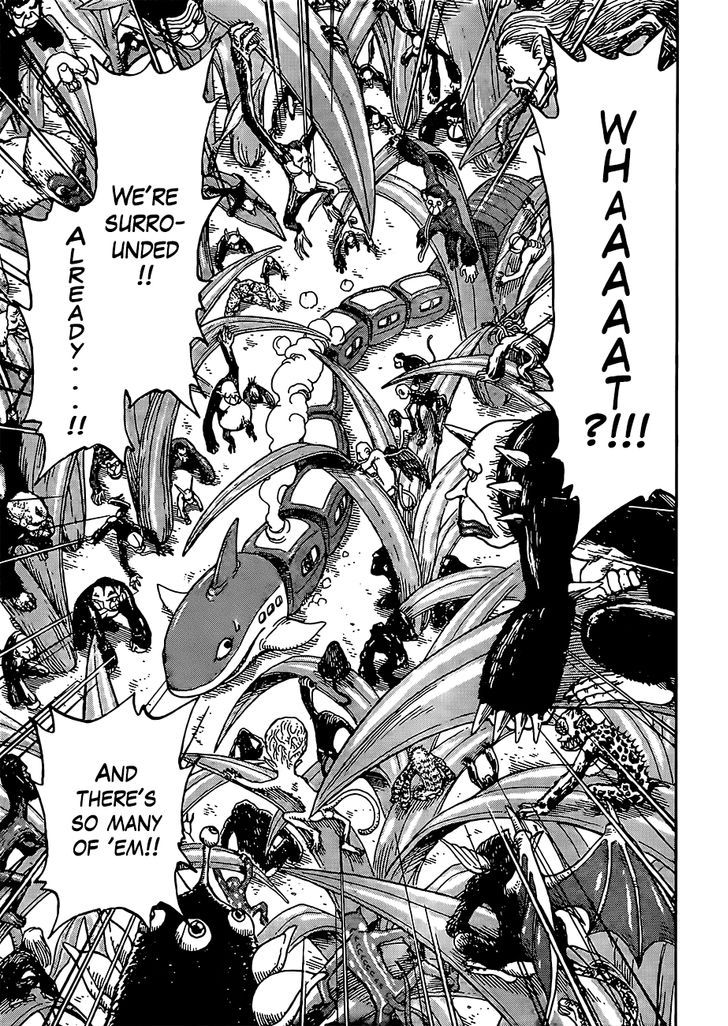 WHAAAAAT?!!!
WE'RE
SURRO-
UNDED
!!
ALREADY...!!
AND
THERE'S
SO MANY
OF 'EM!!